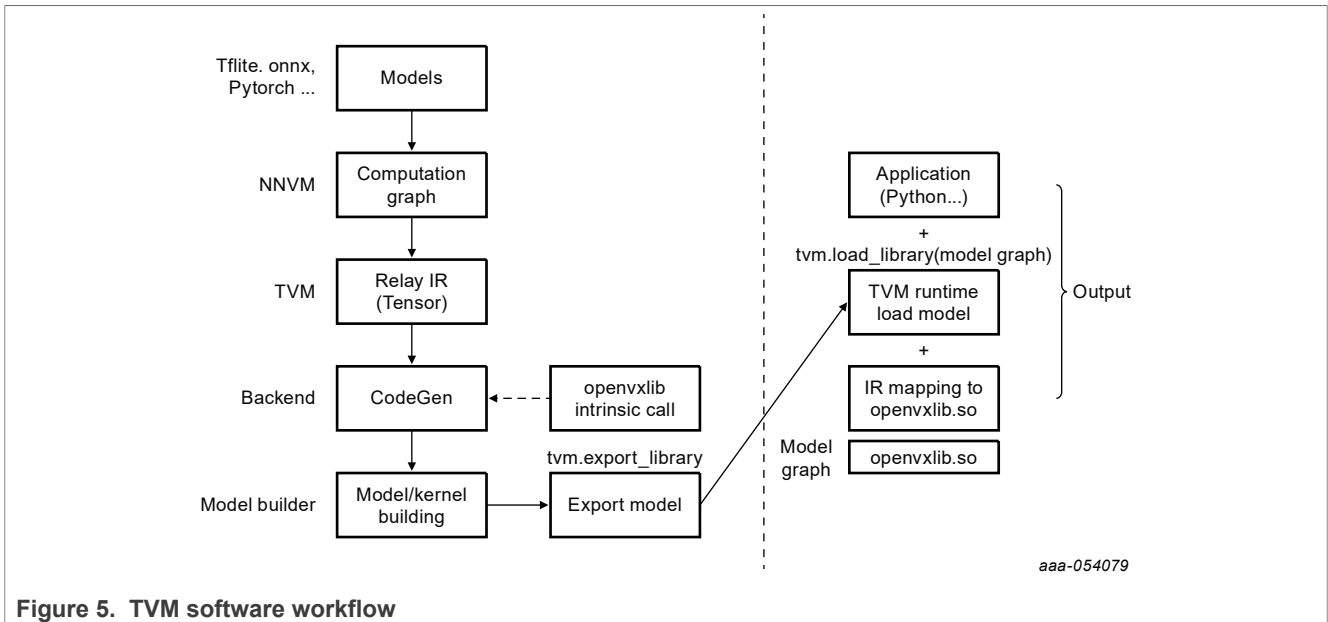 Tflite. onnx,
Pytorch ...
Models
NNVM
Computation
graph
TVM
Relay IR
(Tensor)
Backend
CodeGen
openvxlib
intrinsic call
Model builder
Model/kernel
building
tvm.export_library
Export model
Application
(Python...)
+
tvm.load_library(model graph)
TVM runtime
load model
+
IR mapping to
openvxlib.so
Output
Model
graph
openvxlib.so
aaa-054079
Figure 5. TVM software workflow